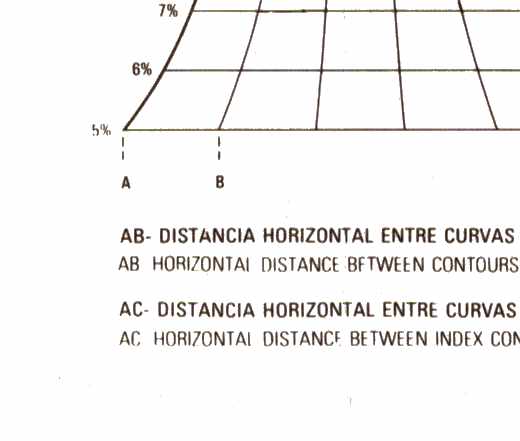 7%
6%
5%
A B
AB- DISTANCIA HORIZONTAL ENTRE CURVAS
AB HORIZONTAL DISTANCE BETWEEN CONTOURS
AC- DISTANCIA HORIZONTAL ENTRE CURVAS
AC HORIZONTAL DISTANCE BETWEEN INDEX CON